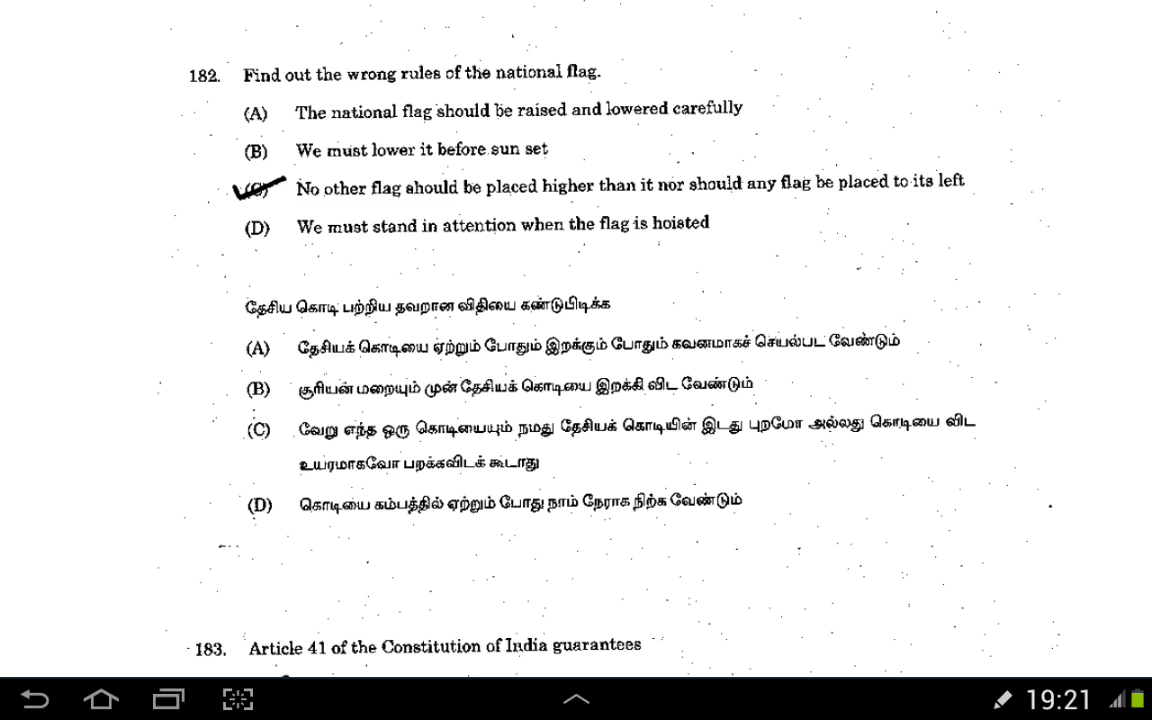 182. Find out the wrong rules of the national flag.
(A) The national flag should be raised and lowered carefully
(B) We must lower it before sun set
(C) No other flag should be placed higher than it nor should any flag be placed to its left
(D) We must stand in attention when the flag is hoisted
தேசிய கொடி பற்றிய தவறான விதியை கண்டுபிடிக்க
(A) தேசியக் கொடியை ஏற்றும் போதும் இறக்கும் போதும் கவனமாகச் செயல்பட வேண்டும்
(B) சூரியன் மறையும் முன் தேசியக் கொடியை இறக்கி விட வேண்டும்
(C) வேறு எந்த ஒரு கொடியையும் நமது தேசியக் கொடியின் இடது புறமோ அல்லது கொடியை விட
உயரமாகவோ பறக்கவிடக் கூடாது
(D) கொடியை கம்பத்தில் ஏற்றும் போது நாம் நேராக நிற்க வேண்டும்
183. Article 41 of the Constitution of India guarantees
19:21